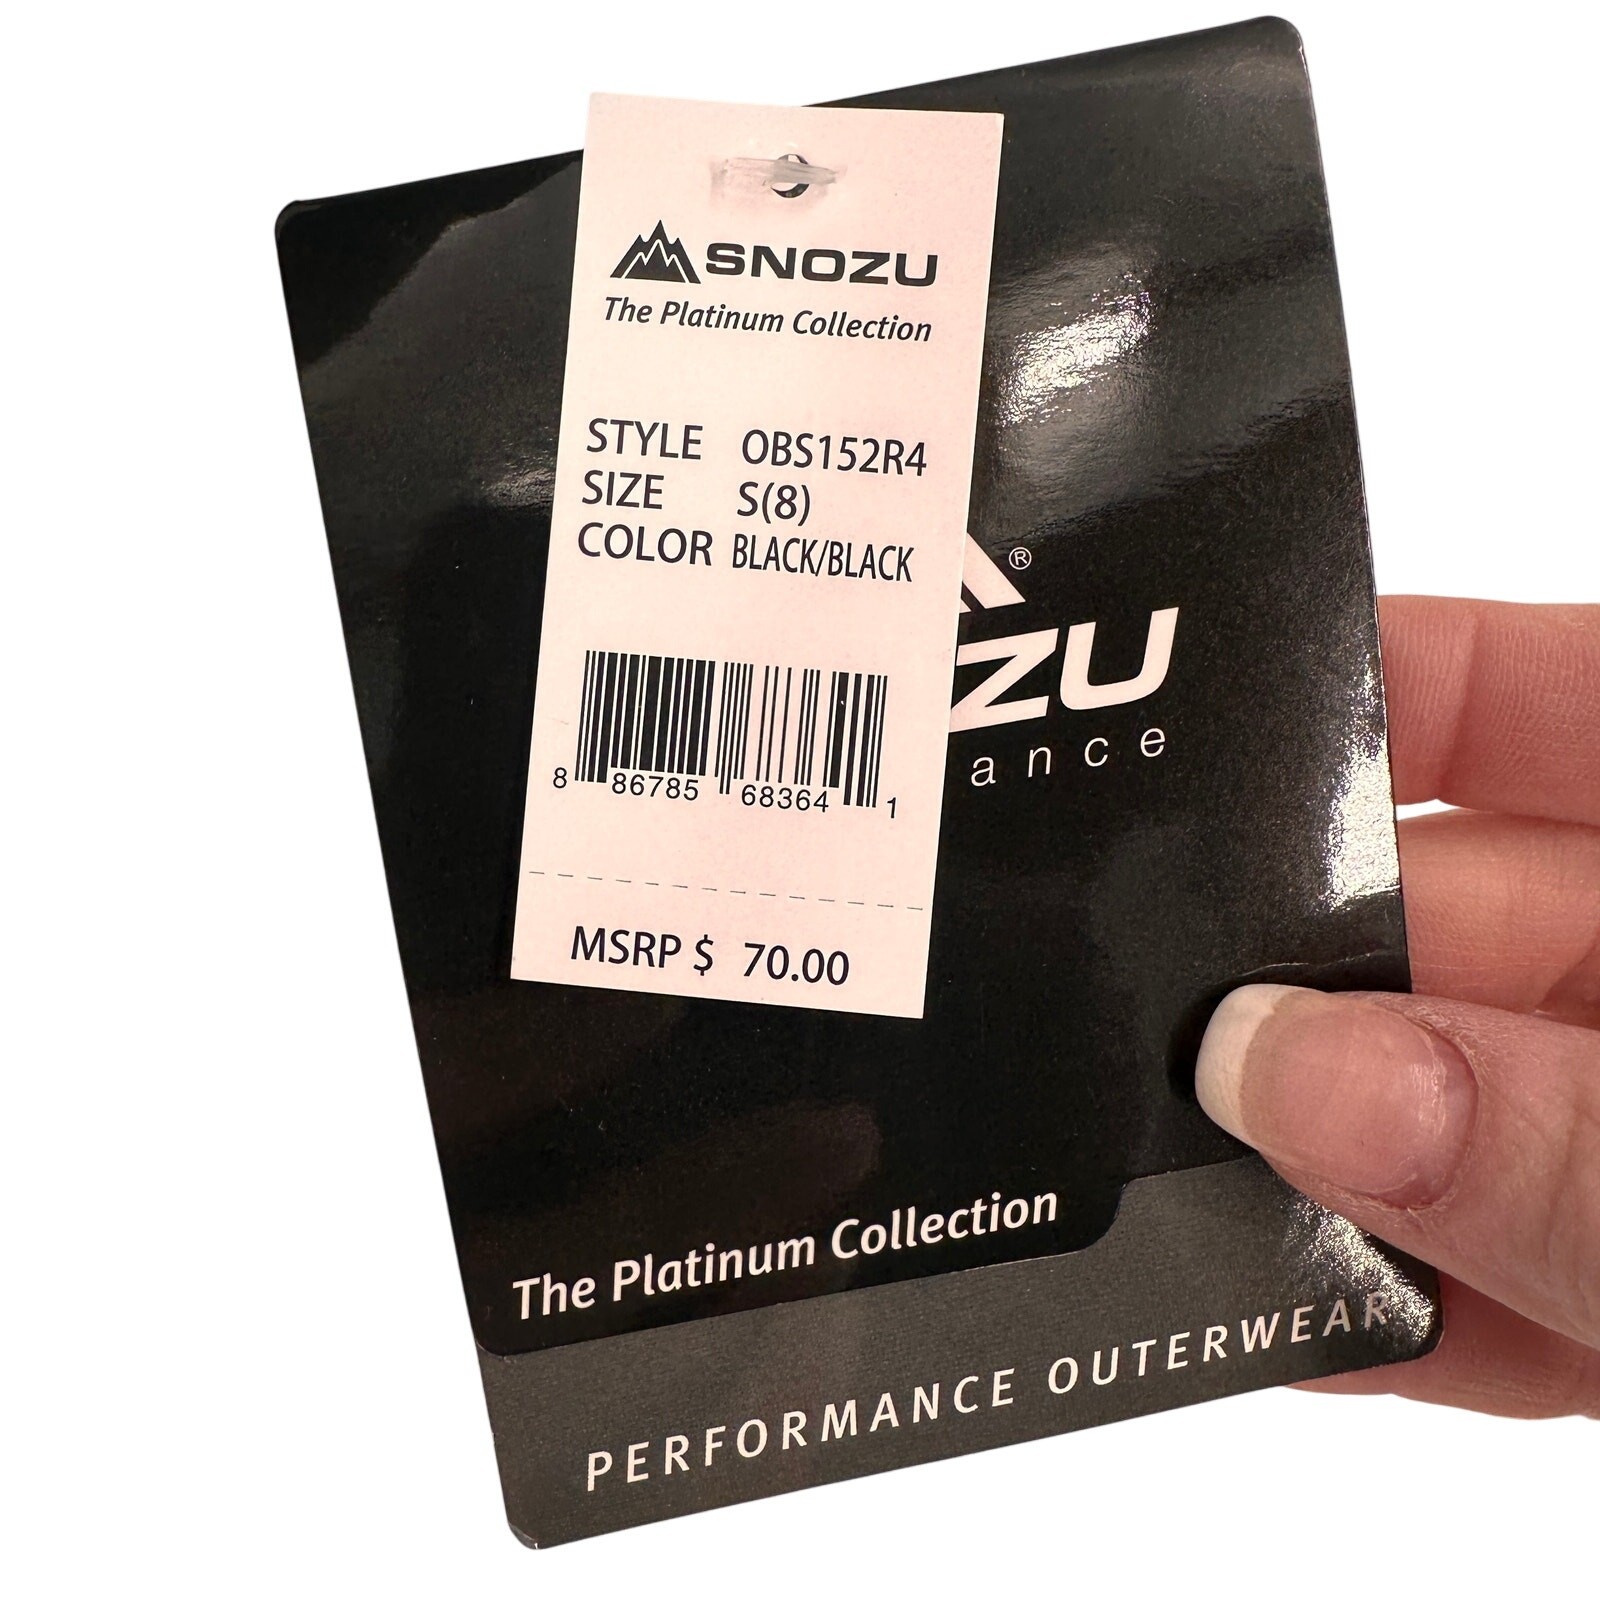 SNOZU
The Platinum Collection
STYLE OBS152R4
SIZE S(8)
COLOR BLACK/BLACK
8 86785 68364 1
MSRP $ 70.00
®
ZU
ance
The Platinum Collection
PERFORMANCE OUTERWEAR